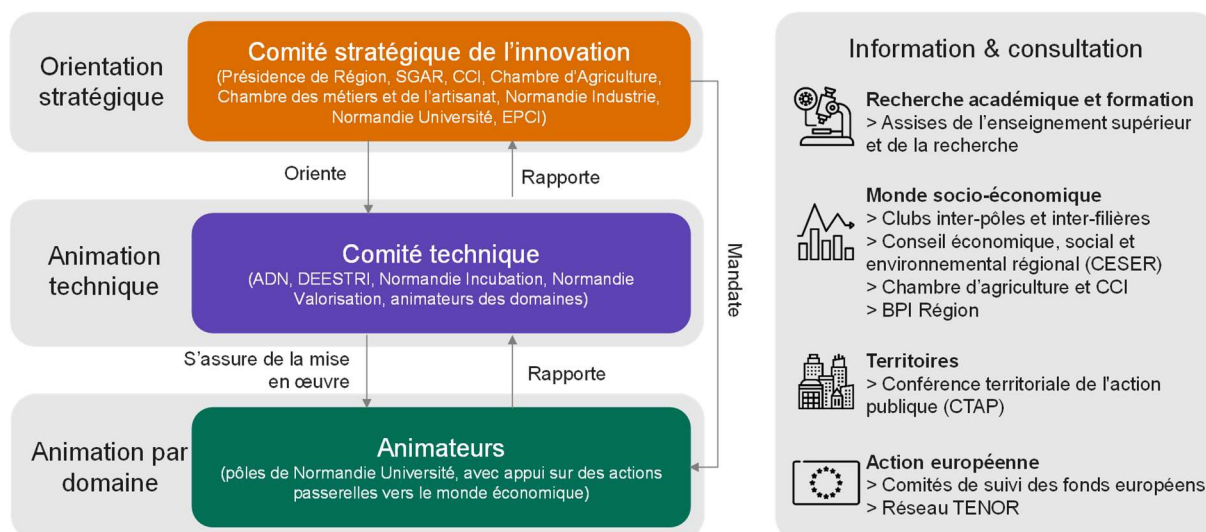 Orientation
stratégique
Comité stratégique de l’innovation
(Présidence de Région, SGAR, CCI, Chambre d’Agriculture,
Chambre des métiers et de l’artisanat, Normandie Industrie,
Normandie Université, EPCI)
Oriente
Rapporte
Animation
technique
Comité technique
(ADN, DEESTRI, Normandie Incubation, Normandie
Valorisation, animateurs des domaines)
Mandate
S’assure de la mise
en œuvre
Rapporte
Animation par
domaine
Animateurs
(pôles de Normandie Université, avec appui sur des actions
passerelles vers le monde économique)
Information & consultation
Recherche académique et formation
> Assises de l’enseignement supérieur
et de la recherche
Monde socio-économique
> Clubs inter-pôles et inter-filières
> Conseil économique, social et
environnemental régional (CESER)
> Chambre d’agriculture et CCI
> BPI Région
Territoires
> Conférence territoriale de l'action
publique (CTAP)
Action européenne
> Comités de suivi des fonds européens
> Réseau TENOR